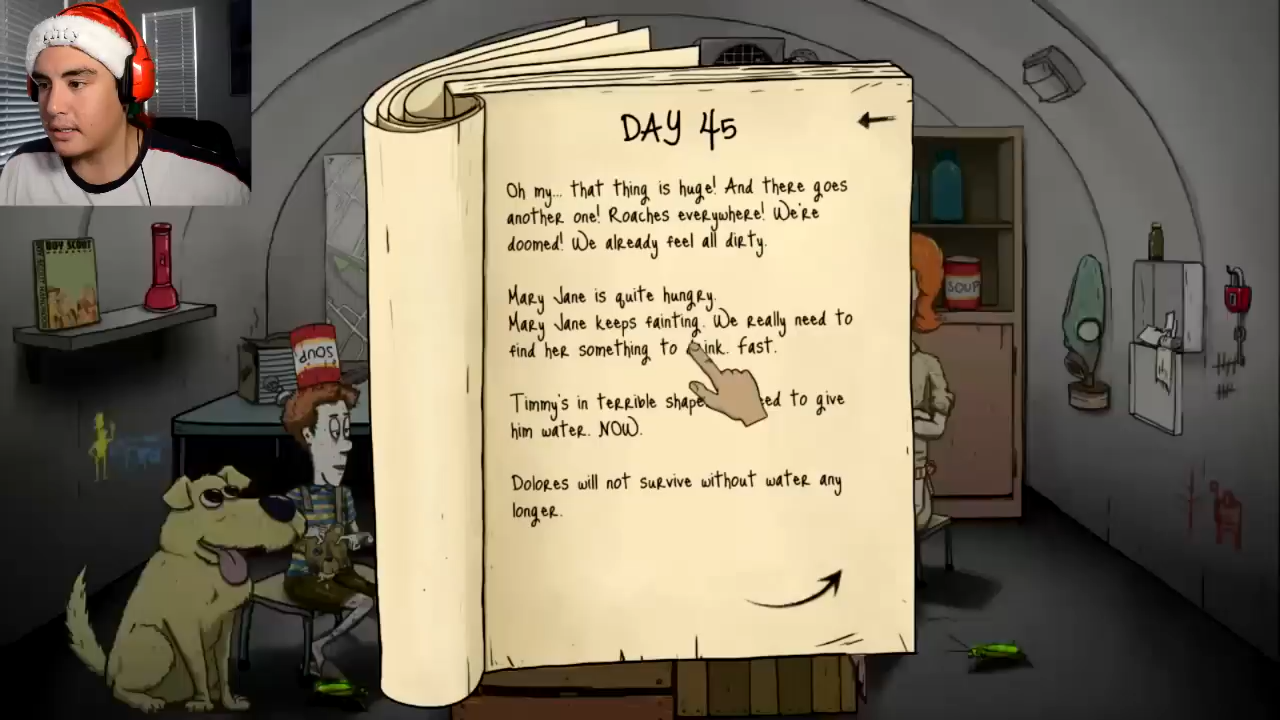 DAY 45
Oh my... that thing is huge! And there goes
another one! Roaches everywhere! We're
doomed! We already feel all dirty.
Mary Jane is quite hungry.
Mary Jane keeps fainting. We really need to
find her something to ink. Fast.
Timmy's in terrible shape ed to give
him water. NOW.
Dolores will not survive without water any
longer.
BOY SCOUT
SOUP
SOUP